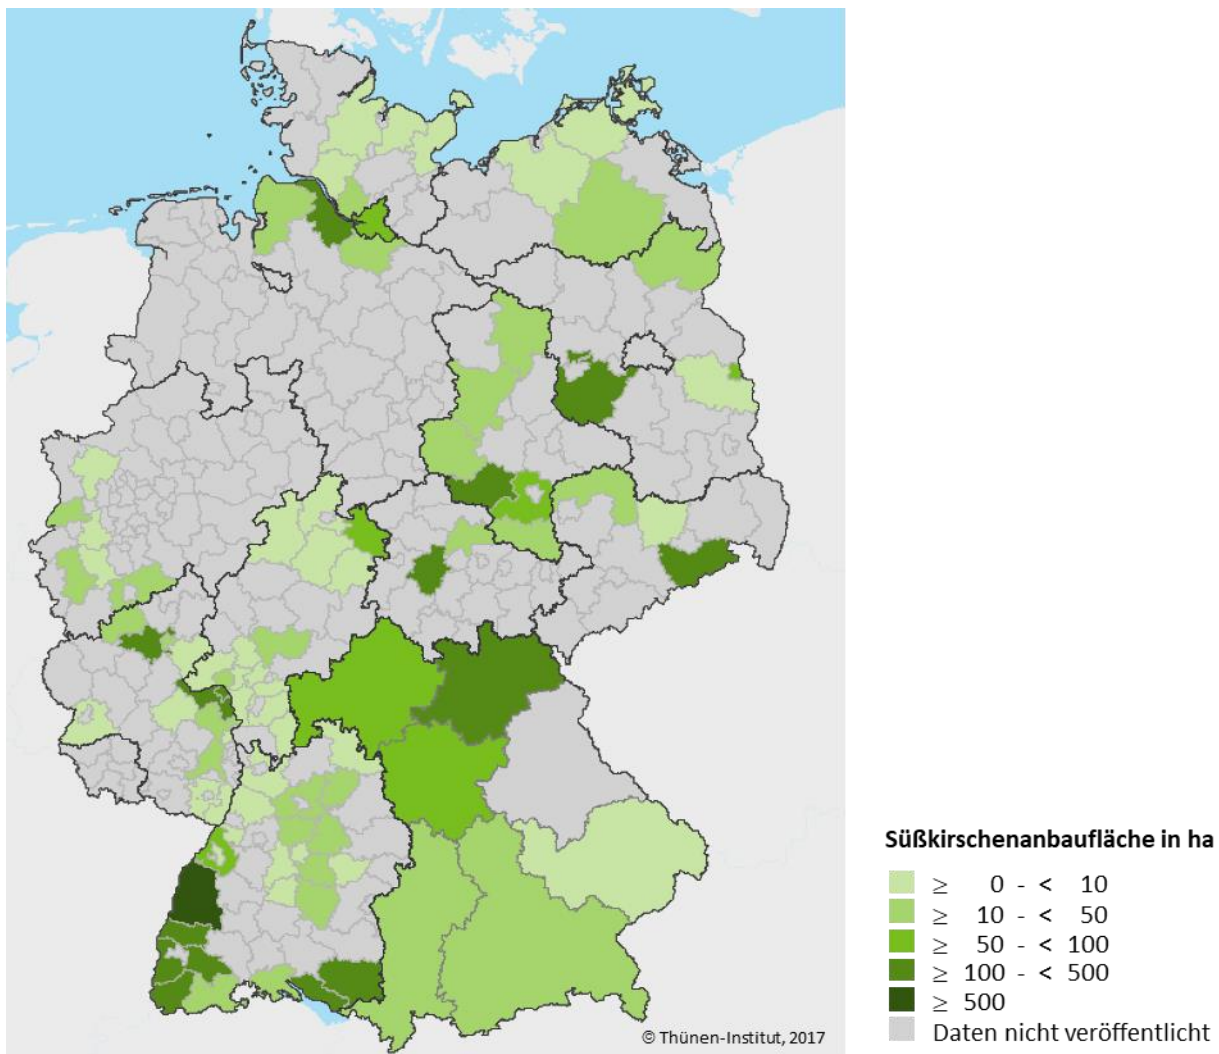 Süßkirschenanbaufläche in ha
≥ 0 - < 10
≥ 10 - < 50
≥ 50 - < 100
≥ 100 - < 500
≥ 500
Daten nicht veröffentlicht
© Thünen-Institut, 2017